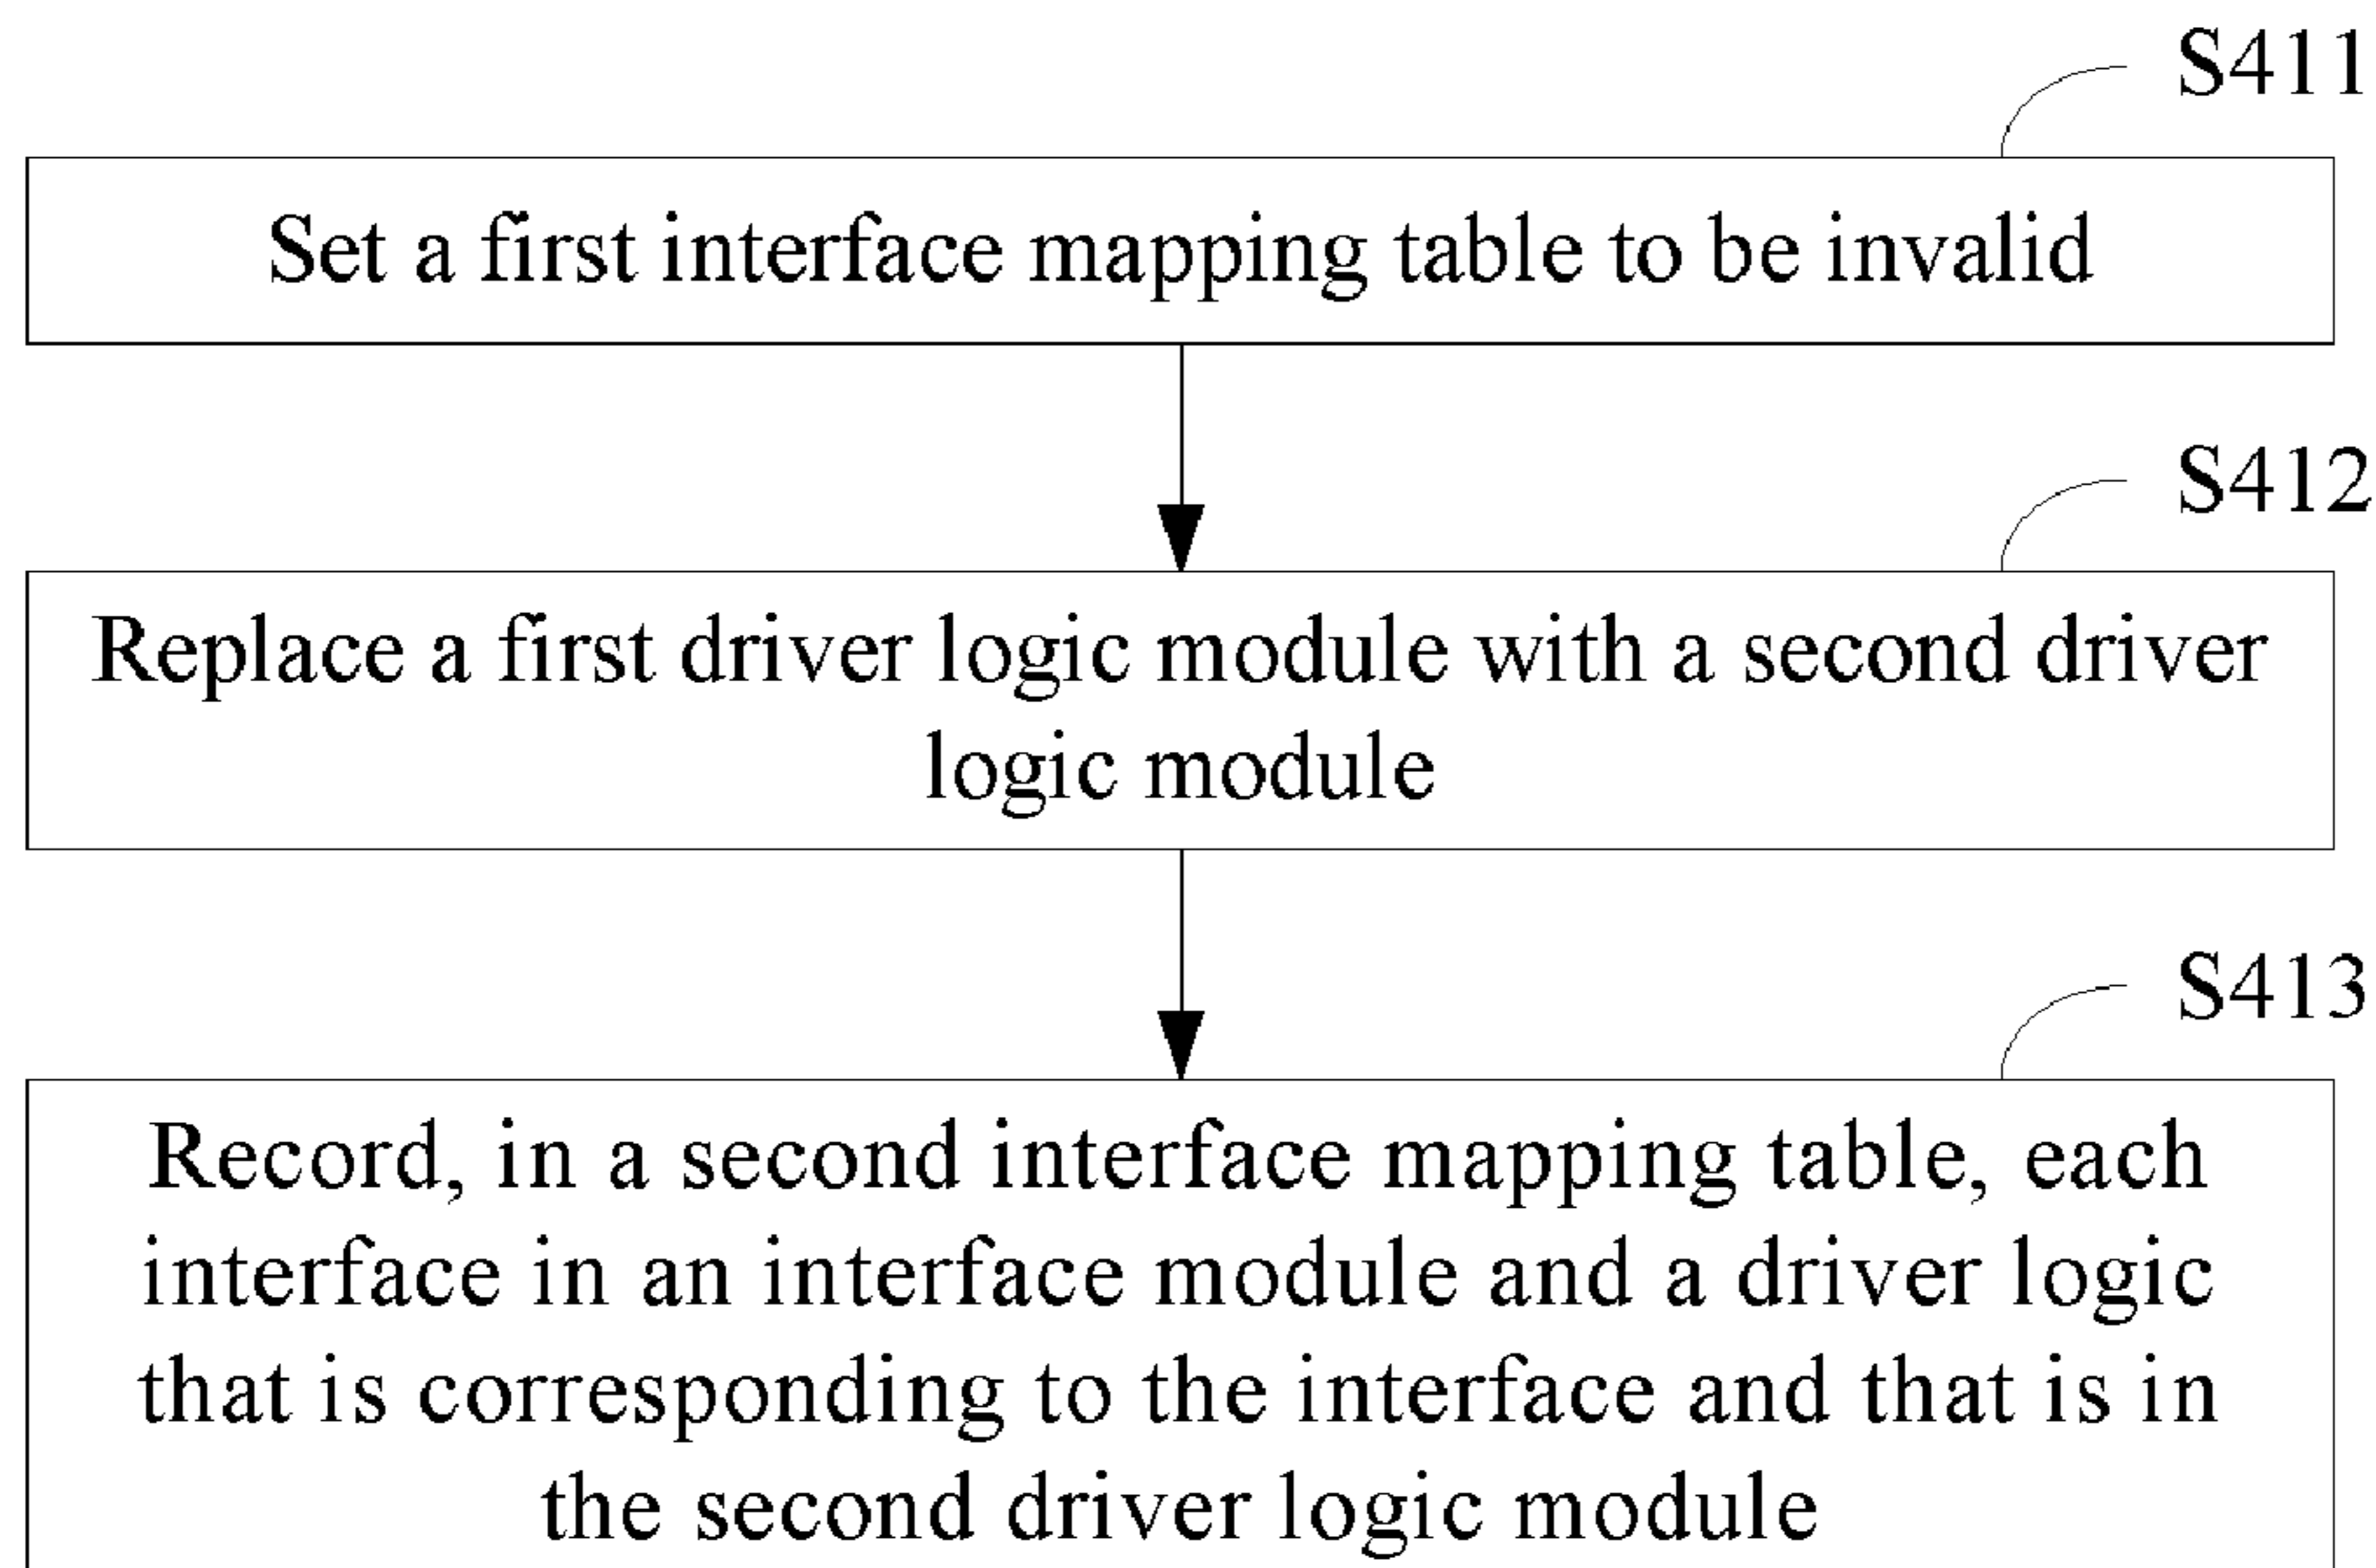 S411
Set a first interface mapping table to be invalid
S412
Replace a first driver logic module with a second driver
logic module
S413
Record, in a second interface mapping table, each
interface in an interface module and a driver logic
that is corresponding to the interface and that is in
the second driver logic module